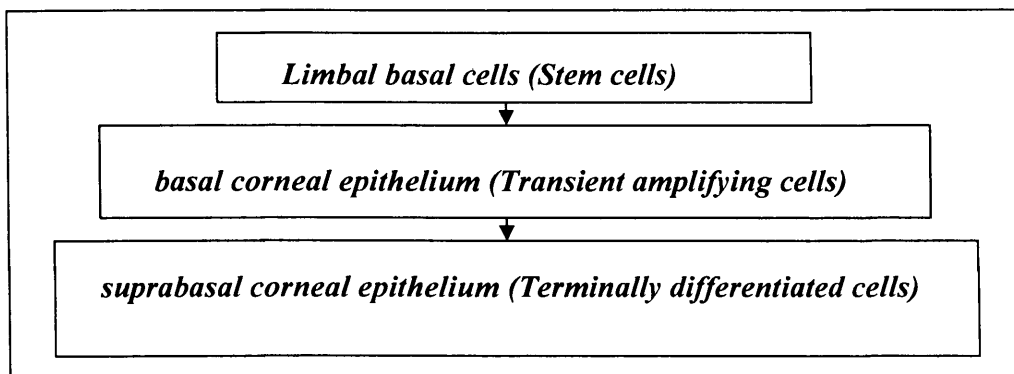 Limbal basal cells (Stem cells)
basal corneal epithelium (Transient amplifying cells)
suprabasal corneal epithelium (Terminally differentiated cells)